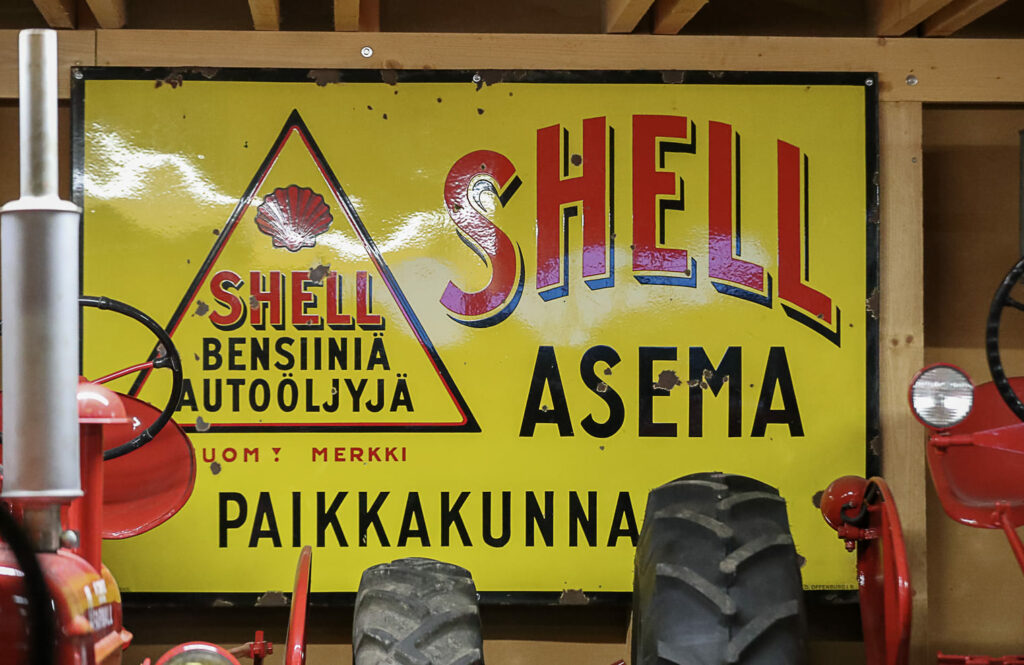 SHELL
BENSIINIÄ
AUTOÖLJYJÄ
MERKKI
SHELL
ASEMA
PAIKKAKUNNA